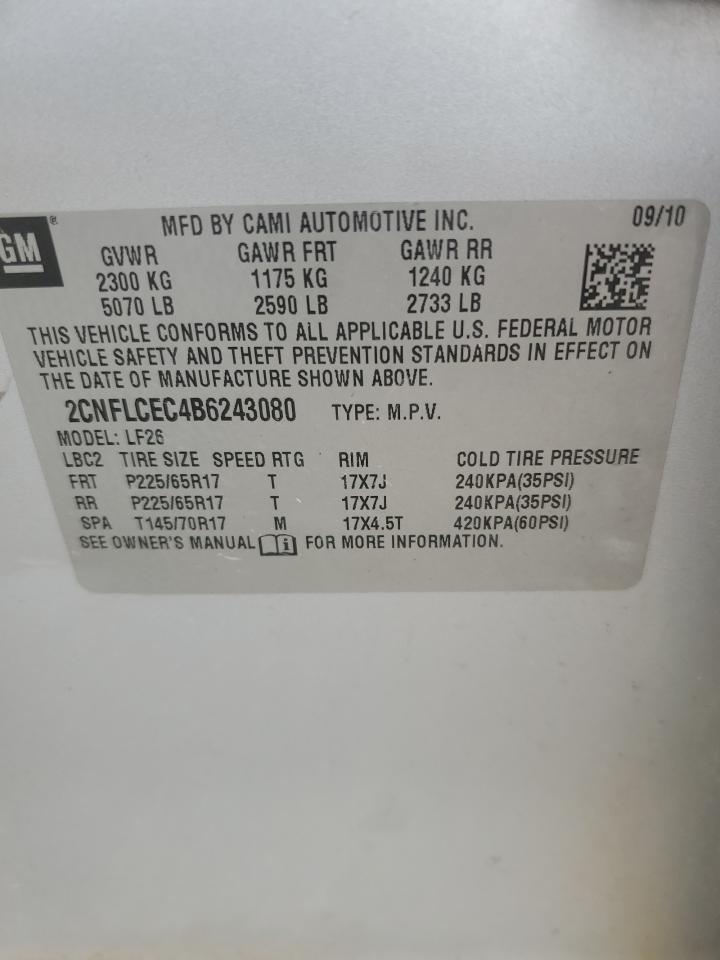 GM® MFD BY CAMI AUTOMOTIVE INC. 09/10
GVWR GAWR FRT GAWR RR
2300 KG 1175 KG 1240 KG
5070 LB 2590 LB 2733 LB
THIS VEHICLE CONFORMS TO ALL APPLICABLE U.S. FEDERAL MOTOR
VEHICLE SAFETY AND THEFT PREVENTION STANDARDS IN EFFECT ON
THE DATE OF MANUFACTURE SHOWN ABOVE.
2CNFLCEC4B6243080 TYPE: M.P.V.
MODEL: LF26
LBC2 TIRE SIZE SPEED RTG RIM COLD TIRE PRESSURE
FRT P225/65R17 T 17X7J 240KPA(35PSI)
RR P225/65R17 T 17X7J 240KPA(35PSI)
SPA T145/70R17 M 17X4.5T 420KPA(60PSI)
SEE OWNER'S MANUAL i FOR MORE INFORMATION.